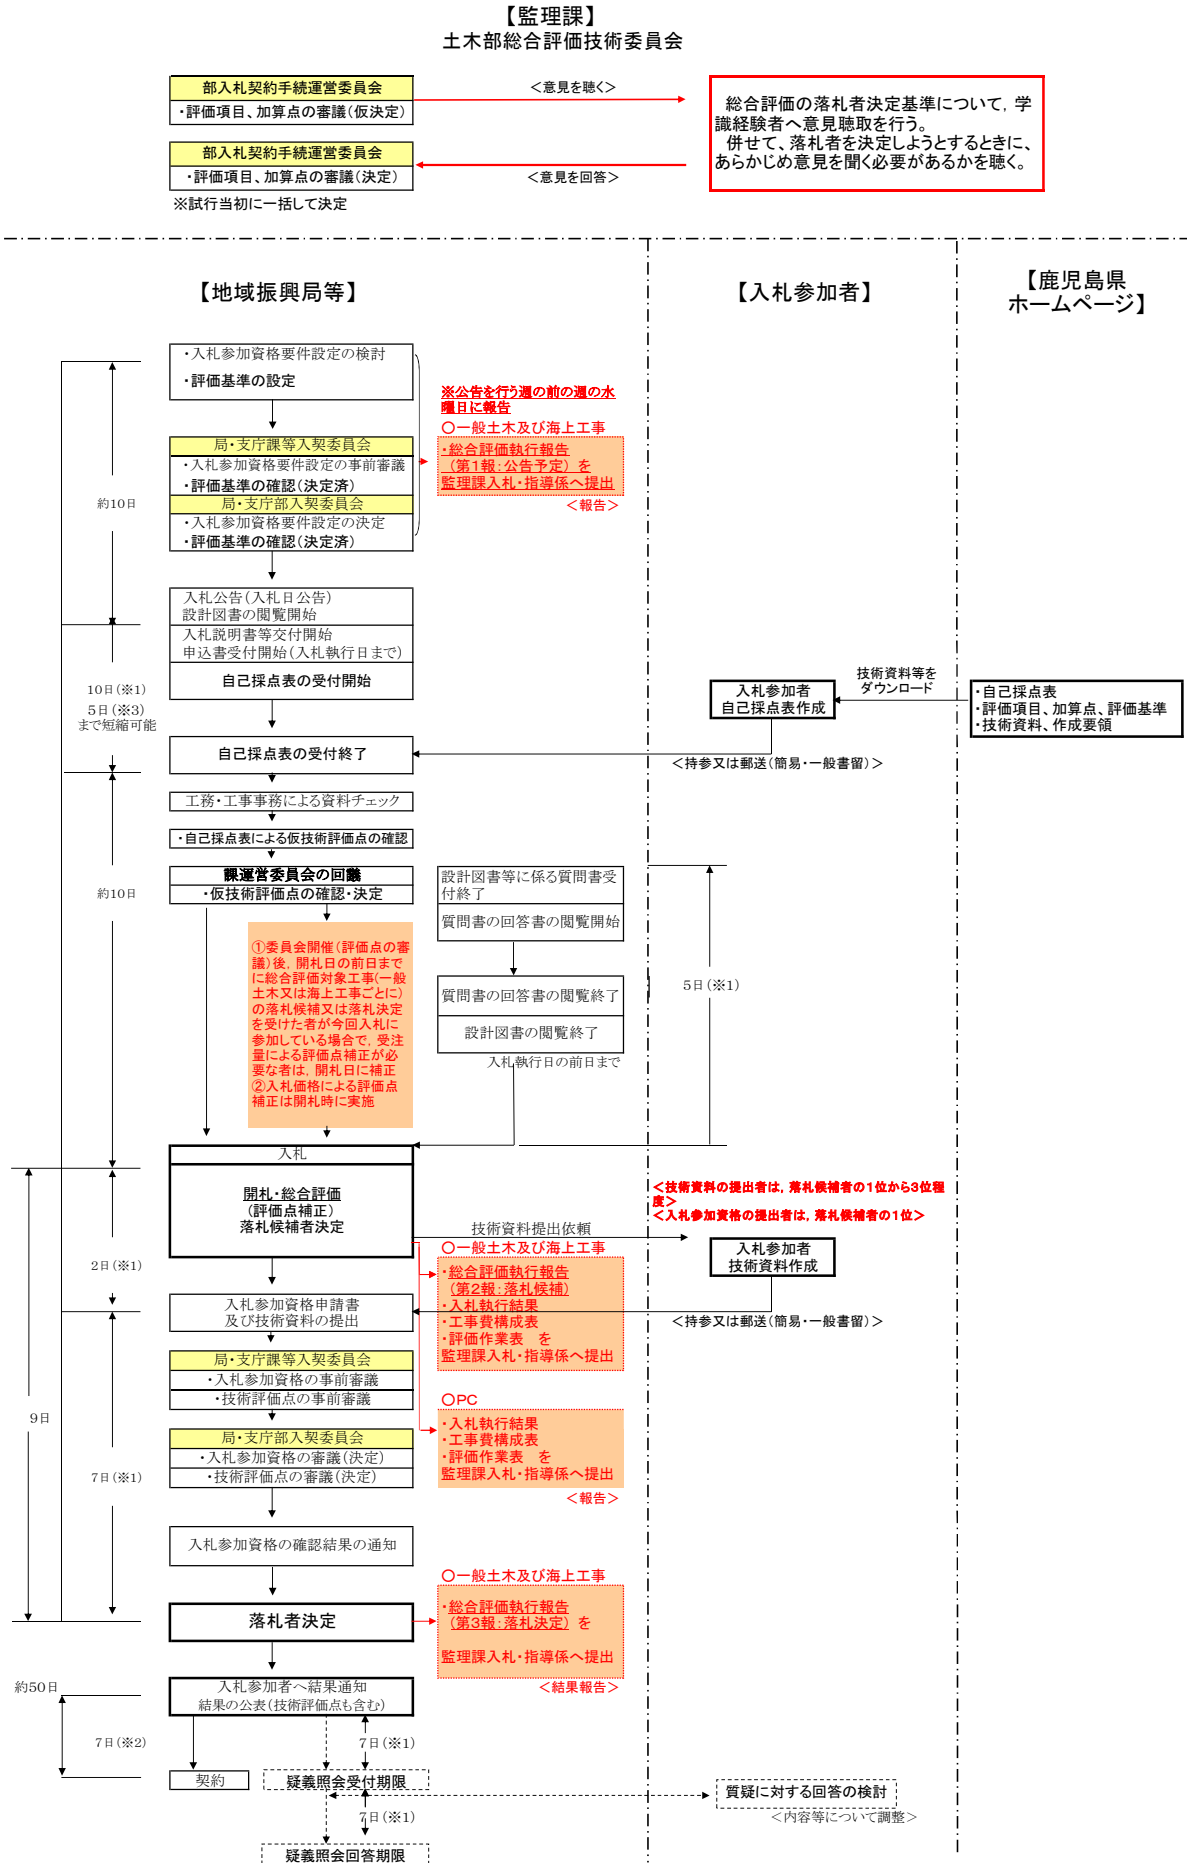 【監理課】
土木部総合評価技術委員会
部入札契約手続運営委員会
・評価項目、加算点の審議（仮決定）
＜意見を聴く＞
総合評価の落札者決定基準について，学
識経験者へ意見聴取を行う。
併せて、落札者を決定しようとするときに、
あらかじめ意見を聞く必要があるかを聴く。
部入札契約手続運営委員会
・評価項目、加算点の審議（決定）
＜意見を回答＞
※試行当初に一括して決定
【地域振興局等】
【入札参加者】
【鹿児島県
ホームページ】
・入札参加資格要件設定の検討
・評価基準の設定
※公告を行う週の前の週の水
曜日に報告
○一般土木及び海上工事
・総合評価執行報告
（第1報：公告予定） を
監理課入札・指導係へ提出
＜報告＞
局・支庁課等入契委員会
・入札参加資格要件設定の事前審議
・評価基準の確認（決定済）
局・支庁部入契委員会
・入札参加資格要件設定の決定
・評価基準の確認（決定済）
約10日
入札公告（入札日公告）
設計図書の閲覧開始
入札説明書等交付開始
申込書受付開始（入札執行日まで）
自己採点表の受付開始
10日（※1）
5日（※3）
まで短縮可能
入札参加者
自己採点表作成
技術資料等を
ダウンロード
・自己採点表
・評価項目、加算点、評価基準
・技術資料、作成要領
自己採点表の受付終了
＜持参又は郵送（簡易・一般書留）＞
工務・工事事務による資料チェック
・自己採点表による仮技術評価点の確認
課運営委員会の回議
・仮技術評価点の確認・決定
約10日
設計図書等に係る質問書受
付終了
質問書の回答書の閲覧開始
①委員会開催（評価点の審
議）後，開札日の前日まで
に総合評価対象工事（一般
土木又は海上工事ごとに）
の落札候補又は落札決定
を受けた者が今回入札に
参加している場合で，受注
量による評価点補正が必
要な者は，開札日に補正
②入札価格による評価点
補正は開札時に実施
質問書の回答書の閲覧終了
設計図書の閲覧終了
入札執行日の前日まで
5日（※1）
入札
開札・総合評価
（評価点補正）
落札候補者決定
＜技術資料の提出者は，落札候補者の１位から３位程
度＞
＜入札参加資格の提出者は，落札候補者の１位＞
技術資料提出依頼
入札参加者
技術資料作成
2日（※1）
○一般土木及び海上工事
・総合評価執行報告
（第2報：落札候補）
・入札執行結果
・工事費構成表
・評価作業表 を
監理課入札・指導係へ提出
入札参加資格申請書
及び技術資料の提出
＜持参又は郵送（簡易・一般書留）＞
局・支庁課等入契委員会
・入札参加資格の事前審議
・技術評価点の事前審議
○PC
・入札執行結果
・工事費構成表
・評価作業表 を
監理課入札・指導係へ提出
＜報告＞
局・支庁部入契委員会
・入札参加資格の審議（決定）
・技術評価点の審議（決定）
9日
7日（※1）
入札参加資格の確認結果の通知
○一般土木及び海上工事
・総合評価執行報告
（第3報：落札決定） を
監理課入札・指導係へ提出
＜結果報告＞
落札者決定
入札参加者へ結果通知
結果の公表（技術評価点も含む）
約50日
7日（※2）
7日（※1）
契約
疑義照会受付期限
質疑に対する回答の検討
＜内容等について調整＞
7日（※1）
疑義照会回答期限